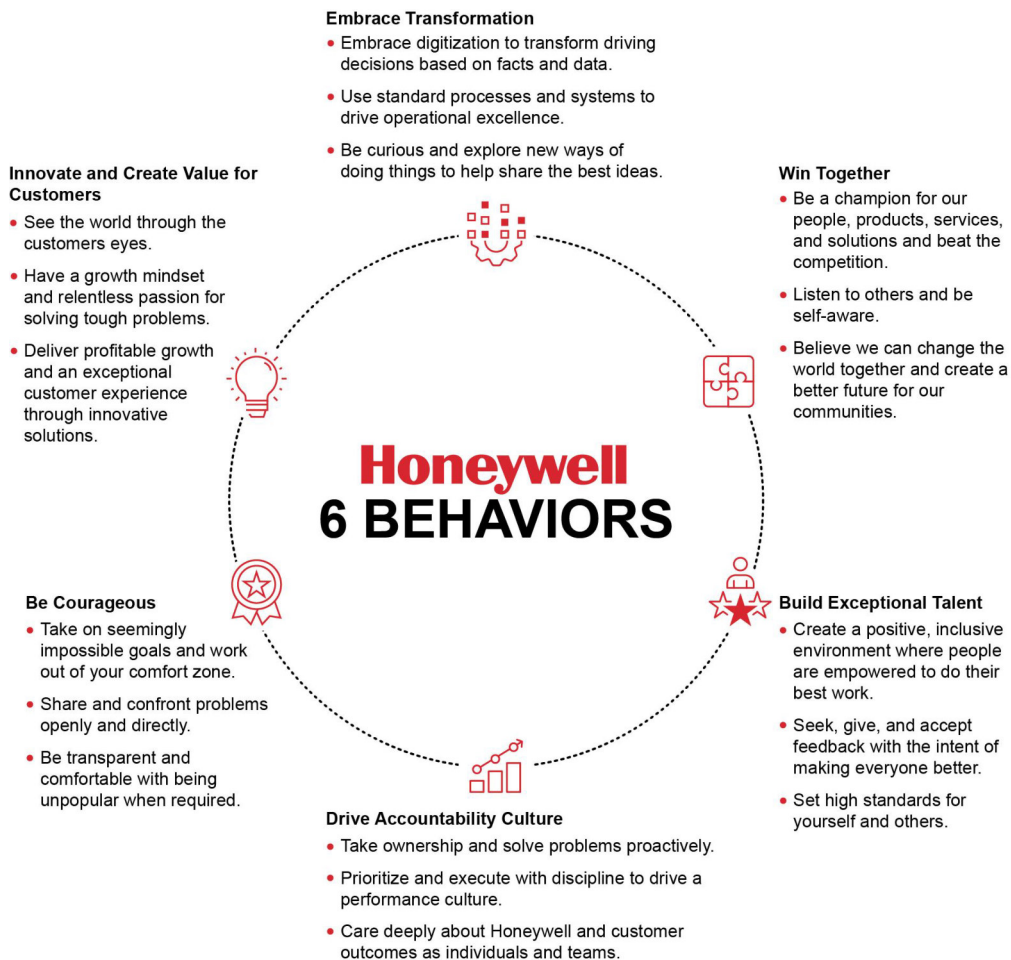 Embrace Transformation
• Embrace digitization to transform driving
decisions based on facts and data.
• Use standard processes and systems to
drive operational excellence.
• Be curious and explore new ways of
doing things to help share the best ideas.
Innovate and Create Value for
Customers
• See the world through the
customers eyes.
• Have a growth mindset
and relentless passion for
solving tough problems.
• Deliver profitable growth
and an exceptional
customer experience
through innovative
solutions.
Win Together
• Be a champion for our
people, products, services,
and solutions and beat the
competition.
• Listen to others and be
self-aware.
• Believe we can change the
world together and create a
better future for our
communities.
Honeywell
6 BEHAVIORS
Be Courageous
• Take on seemingly
impossible goals and work
out of your comfort zone.
• Share and confront problems
openly and directly.
• Be transparent and
comfortable with being
unpopular when required.
Build Exceptional Talent
• Create a positive, inclusive
environment where people
are empowered to do their
best work.
• Seek, give, and accept
feedback with the intent of
making everyone better.
• Set high standards for
yourself and others.
Drive Accountability Culture
• Take ownership and solve problems proactively.
• Prioritize and execute with discipline to drive a
performance culture.
• Care deeply about Honeywell and customer
outcomes as individuals and teams.